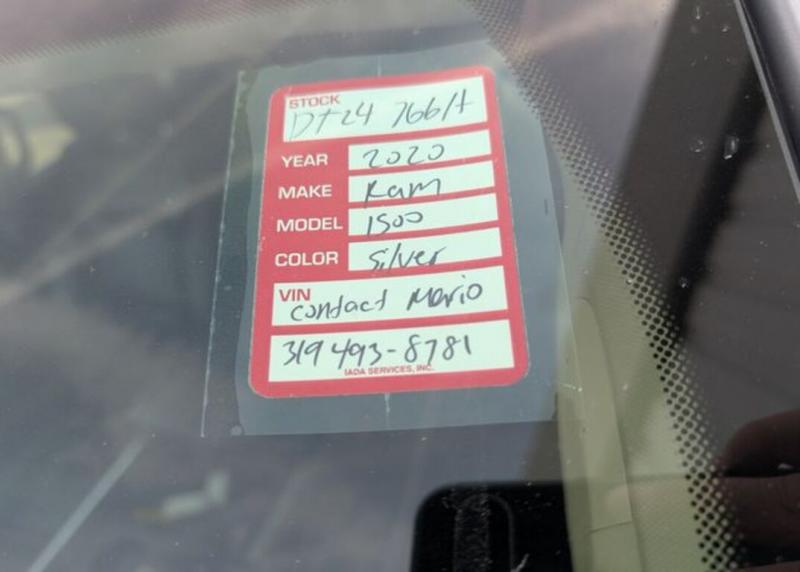 STOCK
DT24 766/A
YEAR 2020
MAKE Ram
MODEL 1500
COLOR Silver
VIN
contact Mario
319 493-8781
IADA SERVICES, INC.